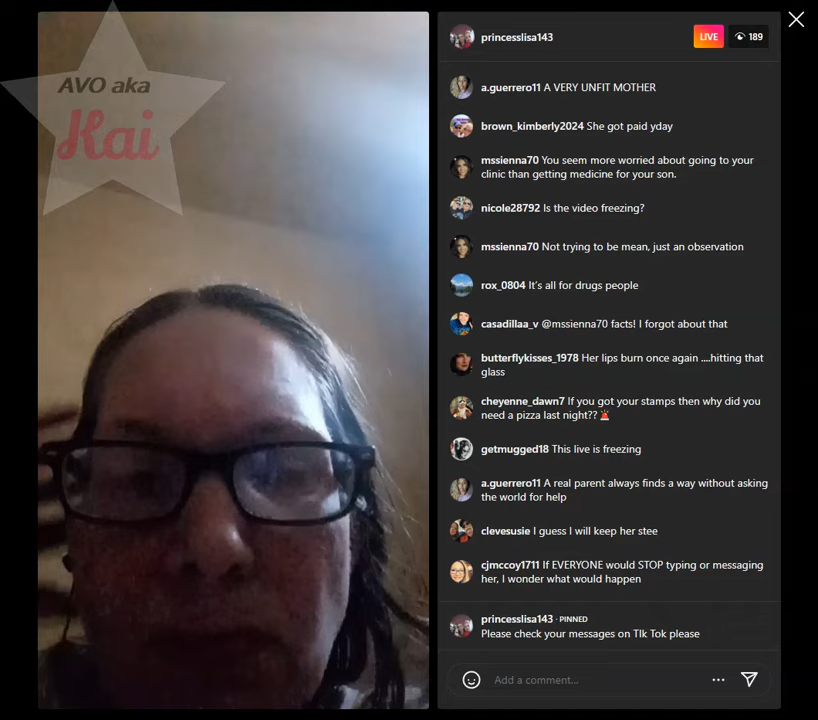 AVO aka
Kai
princesslisa143
LIVE
189
a.guerrero11 A VERY UNFIT MOTHER
brown_kimberly2024 She got paid yday
mssienna70 You seem more worried about going to your
clinic than getting medicine for your son.
nicole28792 Is the video freezing?
mssienna70 Not trying to be mean, just an observation
rox_0804 It's all for drugs people
casadillaa_v @mssienna70 facts! I forgot about that
butterflykisses_1978 Her lips burn once again ....hitting that
glass
cheyenne_dawn7 If you got your stamps then why did you
need a pizza last night??🚨
getmugged18 This live is freezing
a.guerrero11 A real parent always finds a way without asking
the world for help
clevesusie I guess I will keep her stee
cjmccoy1711 If EVERYONE would STOP typing or messaging
her, I wonder what would happen
princesslisa143 · PINNED
Please check your messages on TIk Tok please
Add a comment...